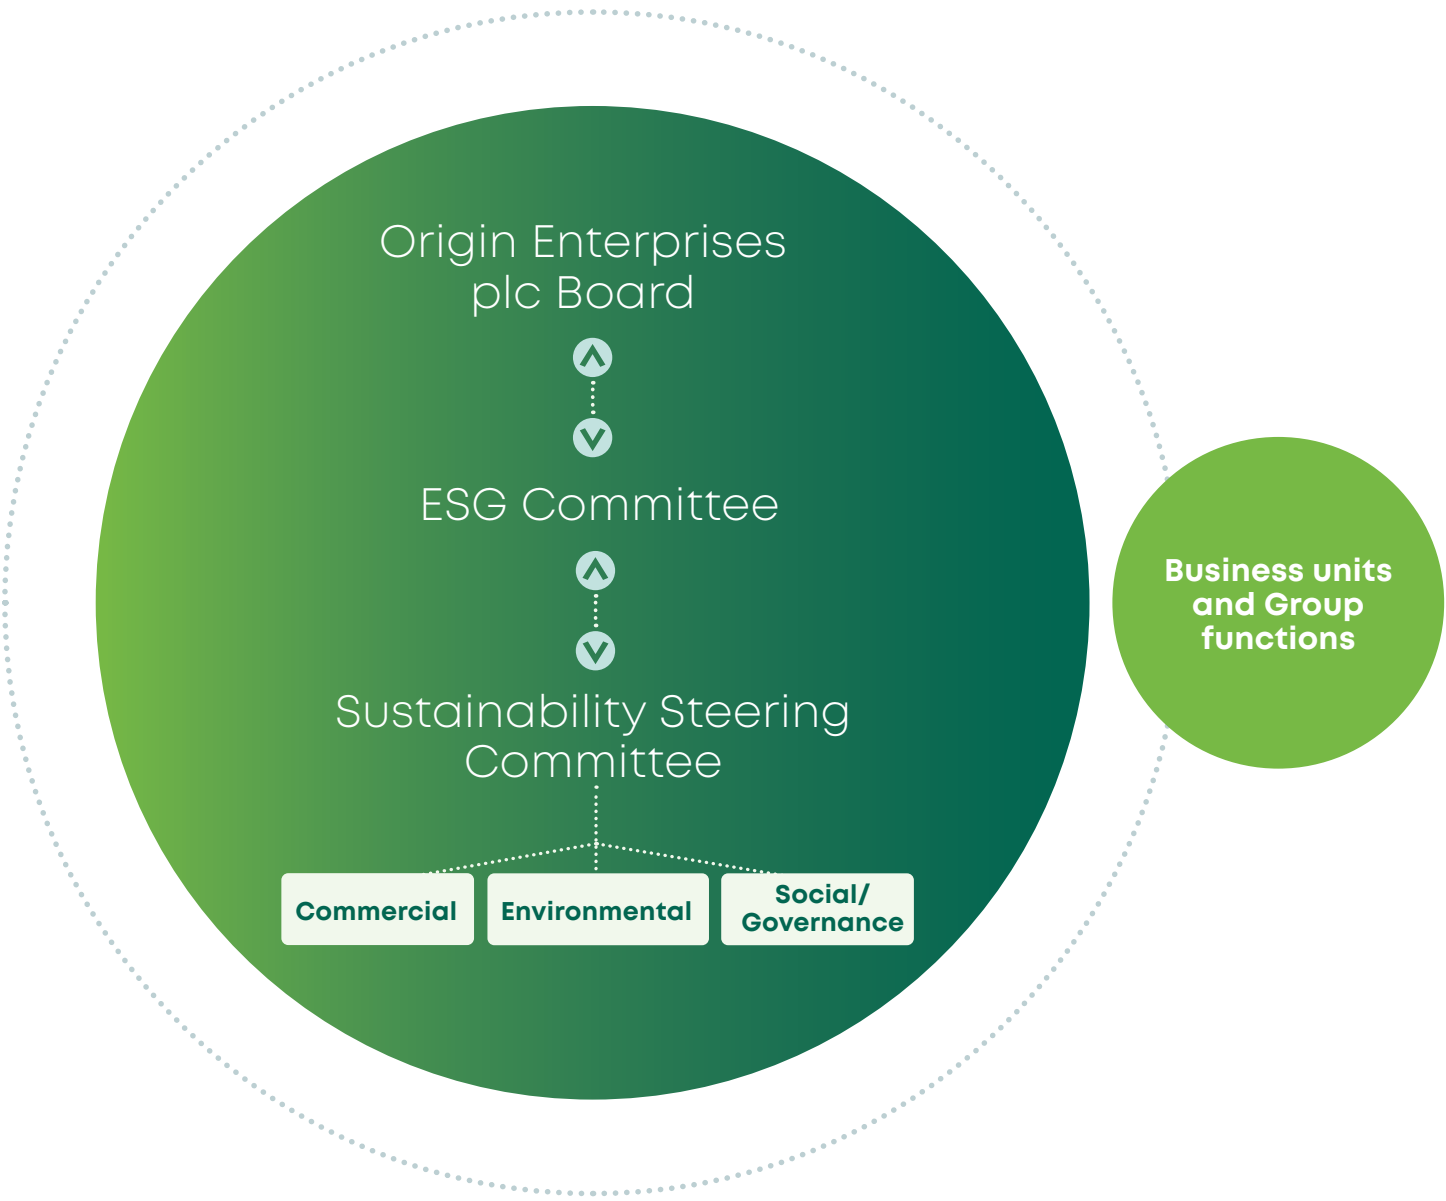 Origin Enterprises
plc Board
ESG Committee
Sustainability Steering
Committee
Commercial
Environmental
Social/
Governance
Business units
and Group
functions